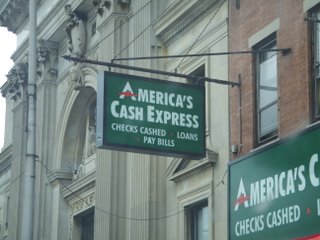 AMERICA'S
CASH EXPRESS
CHECKS CASHED · LOANS
PAY BILLS
AMERICA'S C
CHECKS CASHED · L